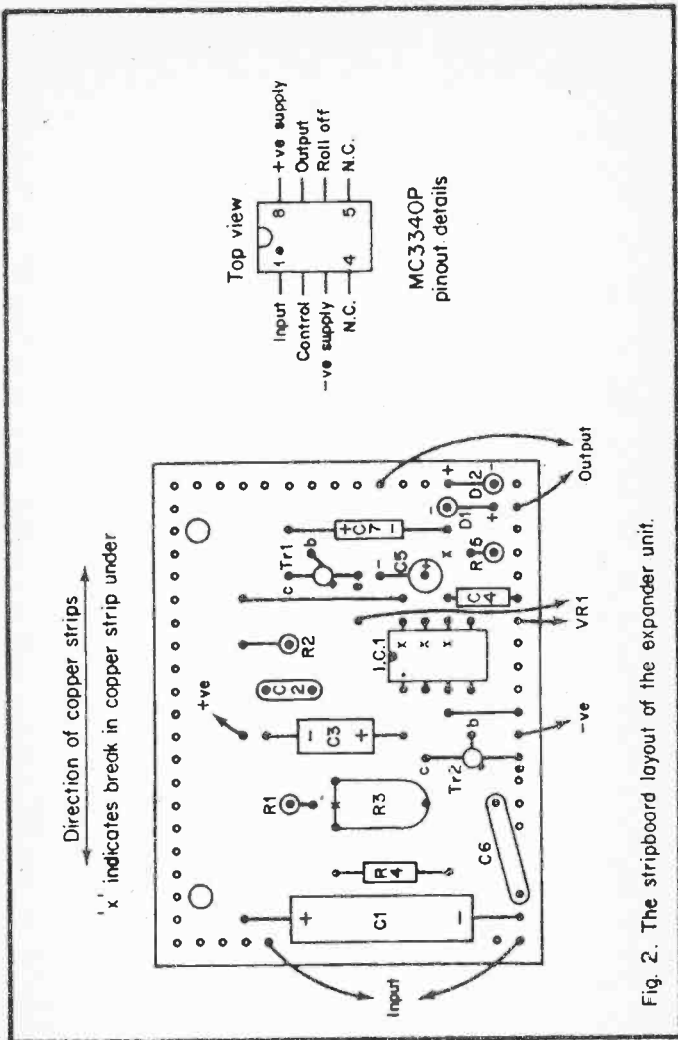 Direction of copper strips
'x' indicates break in copper strip under
+ve
Input
C1
+
-
R4
R1
x
R3
C6
C3
-
+
C2
R2
c
b
e
Tr2
-ve
I.C.1
x
x
x
VR1
c
b
e
Tr1
-
C5
+
C4
+
C7
-
x
R5
-
D1
+
+
D2
-
Output
Top view
Input
1
8
+ve supply
Control
Output
-ve supply
Roll off
N.C.
4
5
N.C.
MC3340P
pinout details
Fig. 2. The stripboard layout of the expander unit.